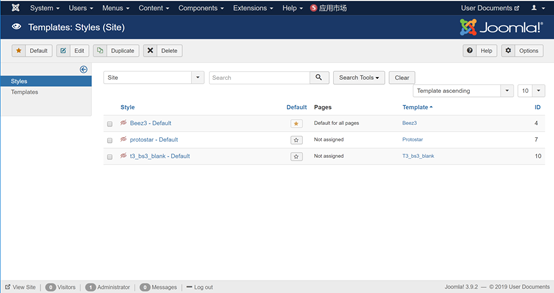 System Users Menus Content Components Extensions Help 应用市场 User Documents
Templates: Styles (Site) Joomla!
Default Edit Duplicate Delete Help Options
Styles
Templates
Site Search Search Tools Clear
Template ascending 10
Style Default Pages Template ID
Beez3 - Default Default for all pages Beez3 4
protostar - Default Not assigned Protostar 7
t3_bs3_blank - Default Not assigned T3_bs3_blank 10
View Site 0 Visitors 1 Administrator 0 Messages Log out Joomla! 3.9.2 — © 2019 User Documents